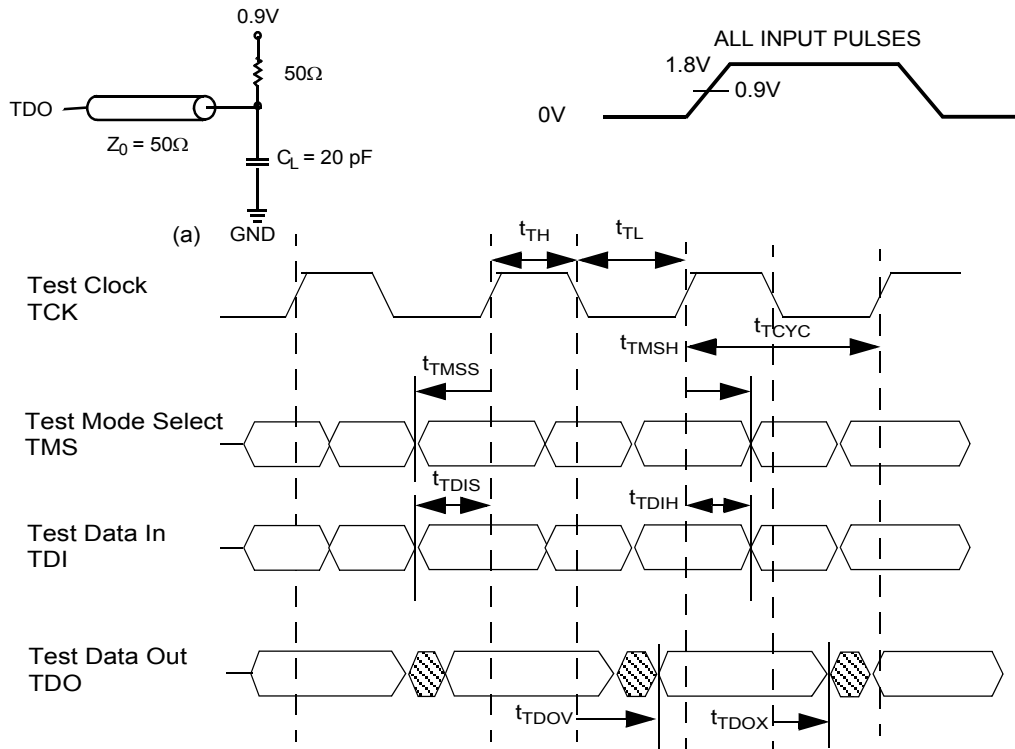 0.9V
50Ω
TDO
Z0 = 50Ω
CL = 20 pF
(a)
GND
ALL INPUT PULSES
1.8V
0.9V
0V
tTH
tTL
Test Clock
TCK
tTMSH
tTCYC
tTMSS
Test Mode Select
TMS
tTDIS
tTDIH
Test Data In
TDI
Test Data Out
TDO
tTDOV
tTDOX